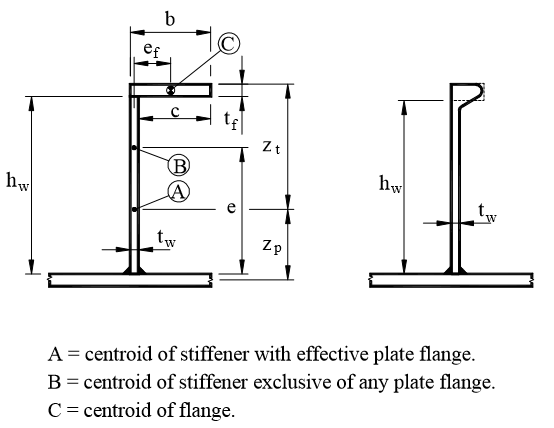 b
e_f
C
c
t_f
z_t
h_w
B
A
e
t_w
z_p
h_w
t_w
A = centroid of stiffener with effective plate flange.
B = centroid of stiffener exclusive of any plate flange.
C = centroid of flange.